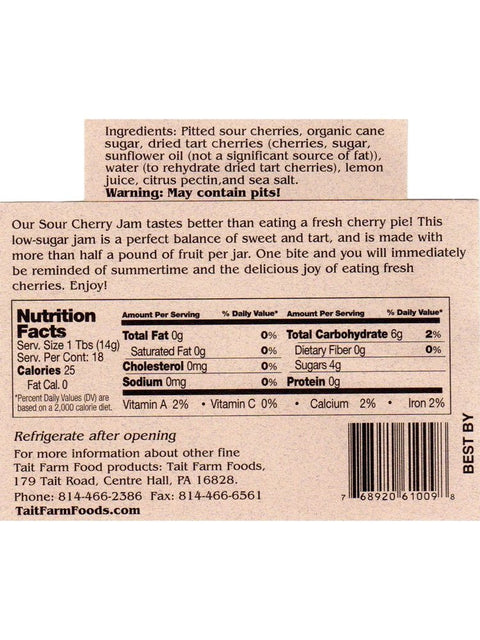 Ingredients: Pitted sour cherries, organic cane
sugar, dried tart cherries (cherries, sugar,
sunflower oil (not a significant source of fat)),
water (to rehydrate dried tart cherries), lemon
juice, citrus pectin,and sea salt.
Warning: May contain pits!
Our Sour Cherry Jam tastes better than eating a fresh cherry pie! This
low-sugar jam is a perfect balance of sweet and tart, and is made with
more than half a pound of fruit per jar. One bite and you will immediately
be reminded of summertime and the delicious joy of eating fresh
cherries. Enjoy!
Nutrition
Facts
Serv. Size 1 Tbs (14g)
Serv. Per Cont: 18
Calories 25
Fat Cal. 0
*Percent Daily Values (DV) are
based on a 2,000 calorie diet.
Amount Per Serving % Daily Value*
Total Fat 0g 0%
Saturated Fat 0g 0%
Cholesterol 0mg 0%
Sodium 0mg 0%
Amount Per Serving % Daily Value*
Total Carbohydrate 6g 2%
Dietary Fiber 0g 0%
Sugars 4g
Protein 0g
Vitamin A 2% • Vitamin C 0% • Calcium 2% • Iron 2%
Refrigerate after opening
For more information about other fine
Tait Farm Food products: Tait Farm Foods,
179 Tait Road, Centre Hall, PA 16828.
Phone: 814-466-2386 Fax: 814-466-6561
TaitFarmFoods.com
7 68920 61009 8
BEST BY